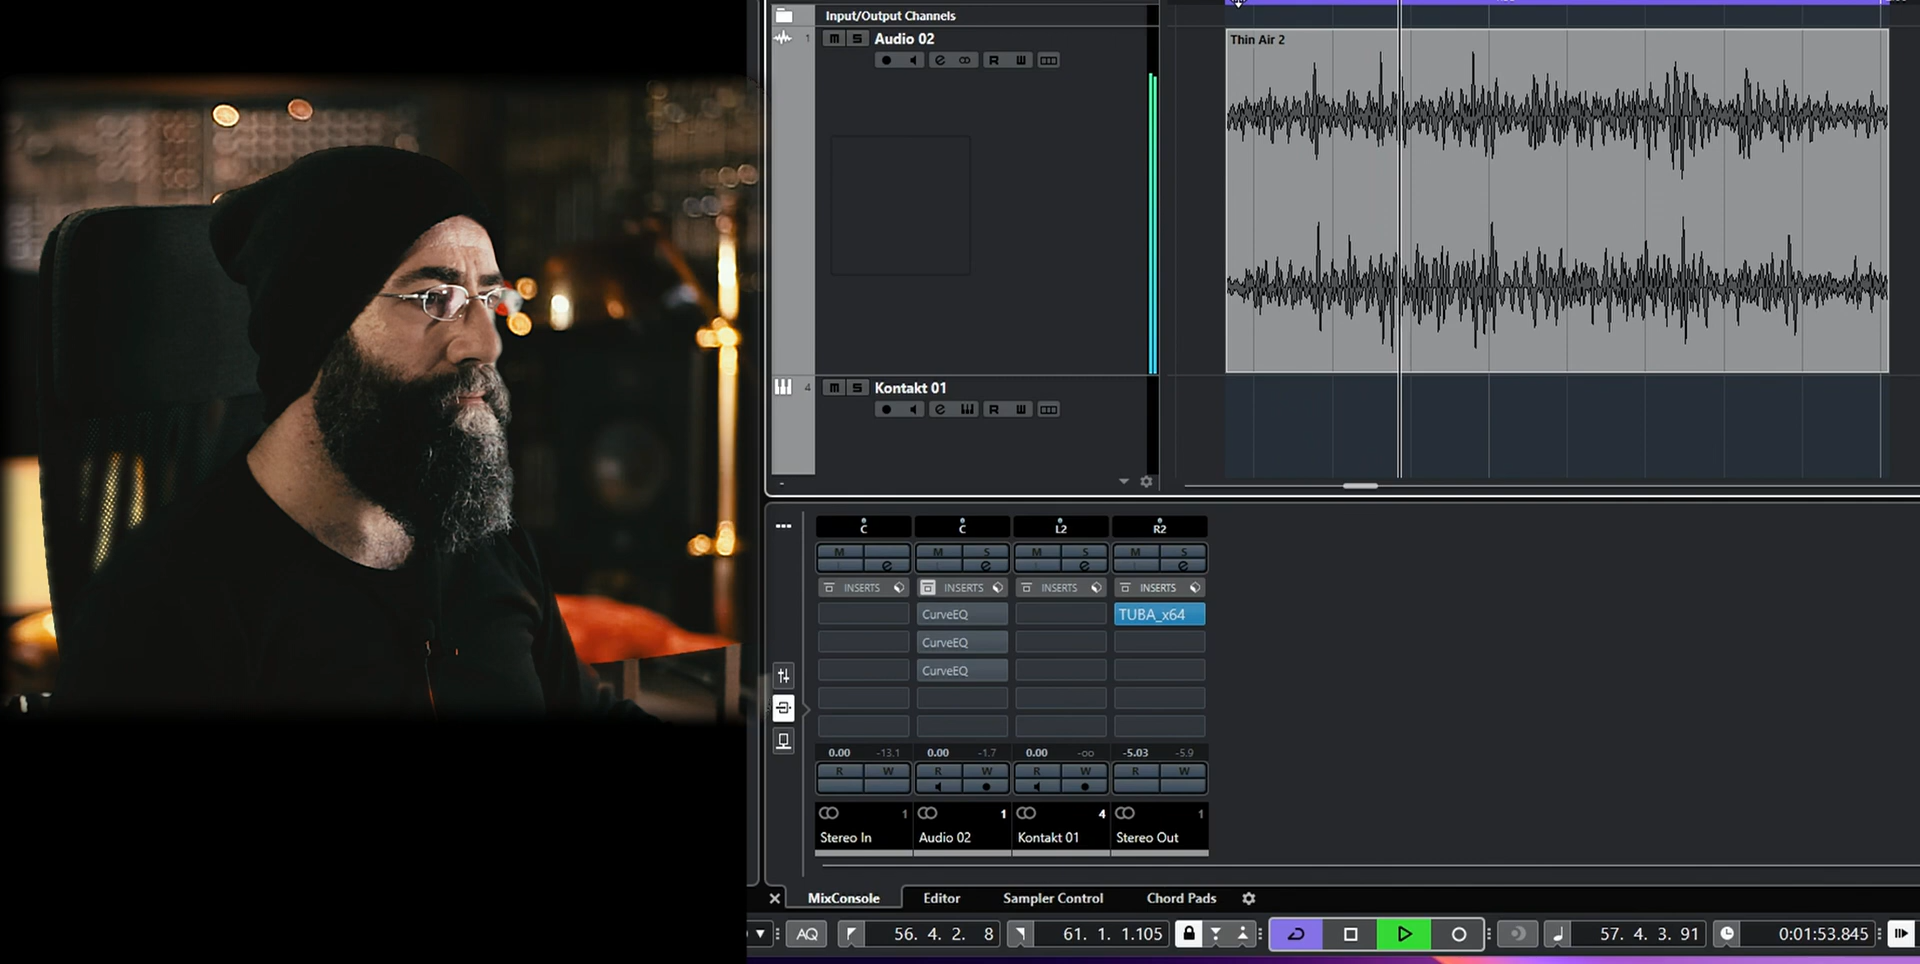 Input/Output Channels
1 m S Audio 02
e R W
Thin Air 2
4 m S Kontakt 01
e R W
C C L2 R2
M M S M S M S
e e e e
INSERTS INSERTS INSERTS INSERTS
CurveEQ TUBA_x64
CurveEQ
CurveEQ
0.00 -13.1 0.00 -1.7 0.00 -oo -5.03 -5.9
R W R W R W R W
1 1 4 1
Stereo In Audio 02 Kontakt 01 Stereo Out
MixConsole Editor Sampler Control Chord Pads
AQ 56. 4. 2. 8 61. 1. 1.105 57. 4. 3. 91 0:01:53.845